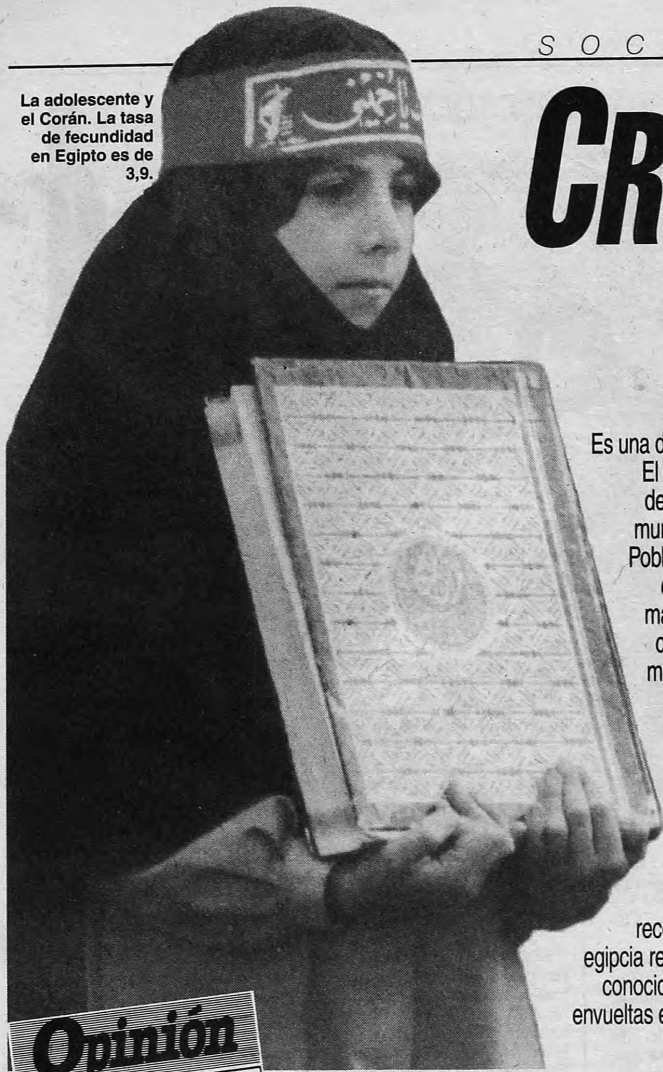 S O C
La adolescente y
el Corán. La tasa
de fecundidad
en Egipto es de
3,9.
CR
Es una d
El
de
mun
Pobl
ma
m
rec
egipcia re
conocid
envueltas e
Opinión